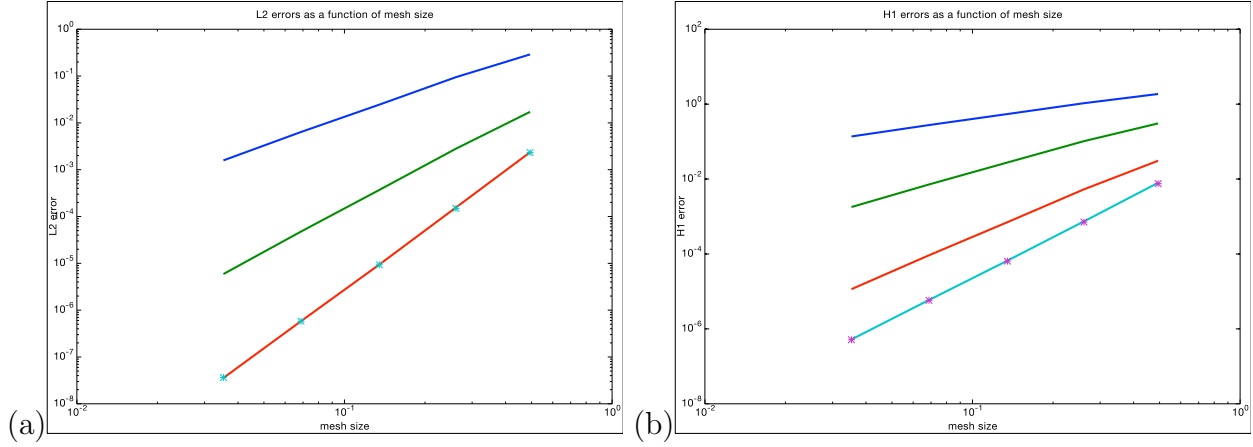 L2 errors as a function of mesh size
10^0
10^-1
10^-2
10^-3
10^-4
10^-5
10^-6
10^-7
10^-8
L2 error
10^-2
10^-1
10^0
mesh size
(a)
H1 errors as a function of mesh size
10^2
10^0
10^-2
10^-4
10^-6
10^-8
H1 error
10^-2
10^-1
10^0
mesh size
(b)